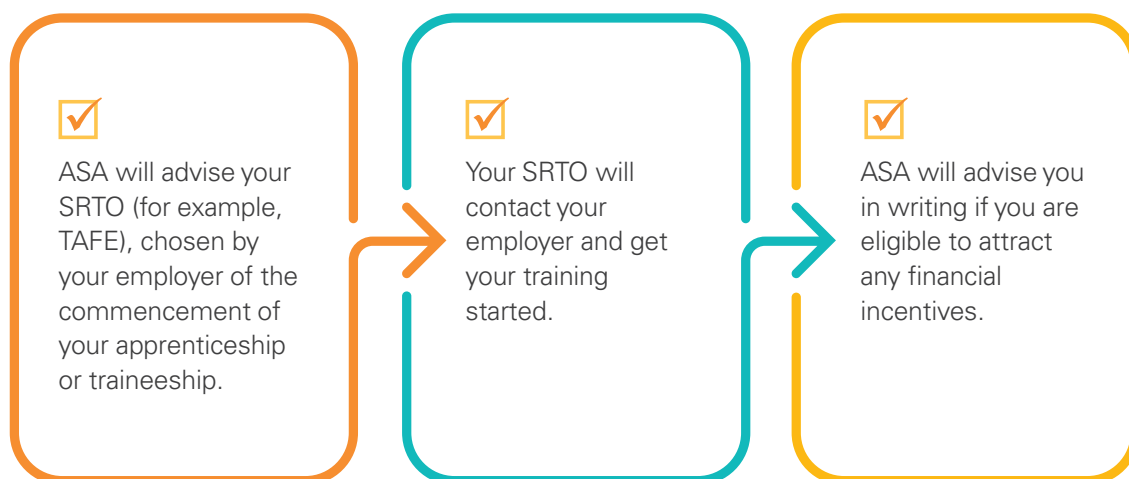 ASA will advise your
SRTO (for example,
TAFE), chosen by
your employer of the
commencement of
your apprenticeship
or traineeship.
Your SRTO will
contact your
employer and get
your training
started.
ASA will advise you
in writing if you are
eligible to attract
any financial
incentives.